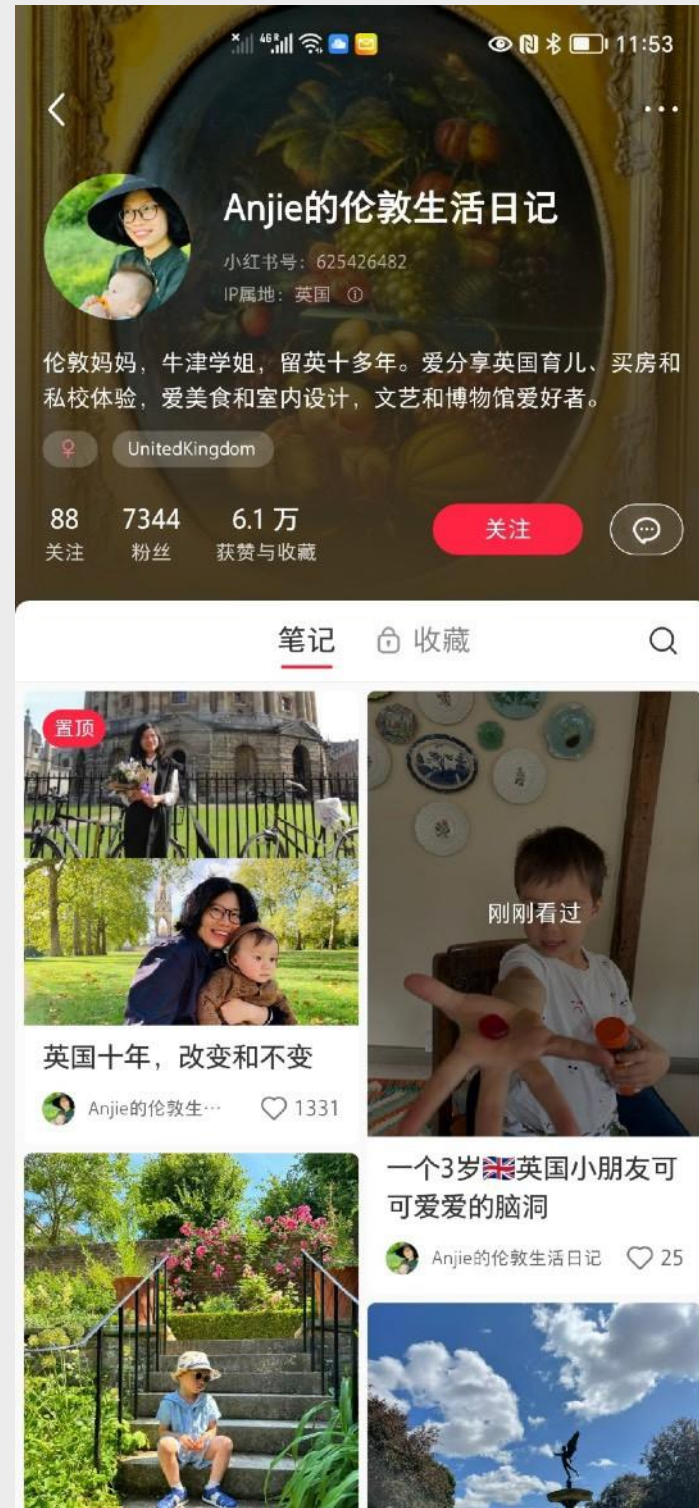 4G R 11:53
Anjie的伦敦生活日记
小红书号：625426482
IP属地：英国
伦敦妈妈，牛津学姐，留英十多年。爱分享英国育儿、买房和
私校体验，爱美食和室内设计，文艺和博物馆爱好者。
UnitedKingdom
88 7344 6.1 万
关注 粉丝 获赞与收藏
关注
笔记 收藏
置顶
英国十年，改变和不变
Anjie的伦敦生… 1331
刚刚看过
一个3岁🇬🇧英国小朋友可
可爱爱的脑洞
Anjie的伦敦生活日记 25